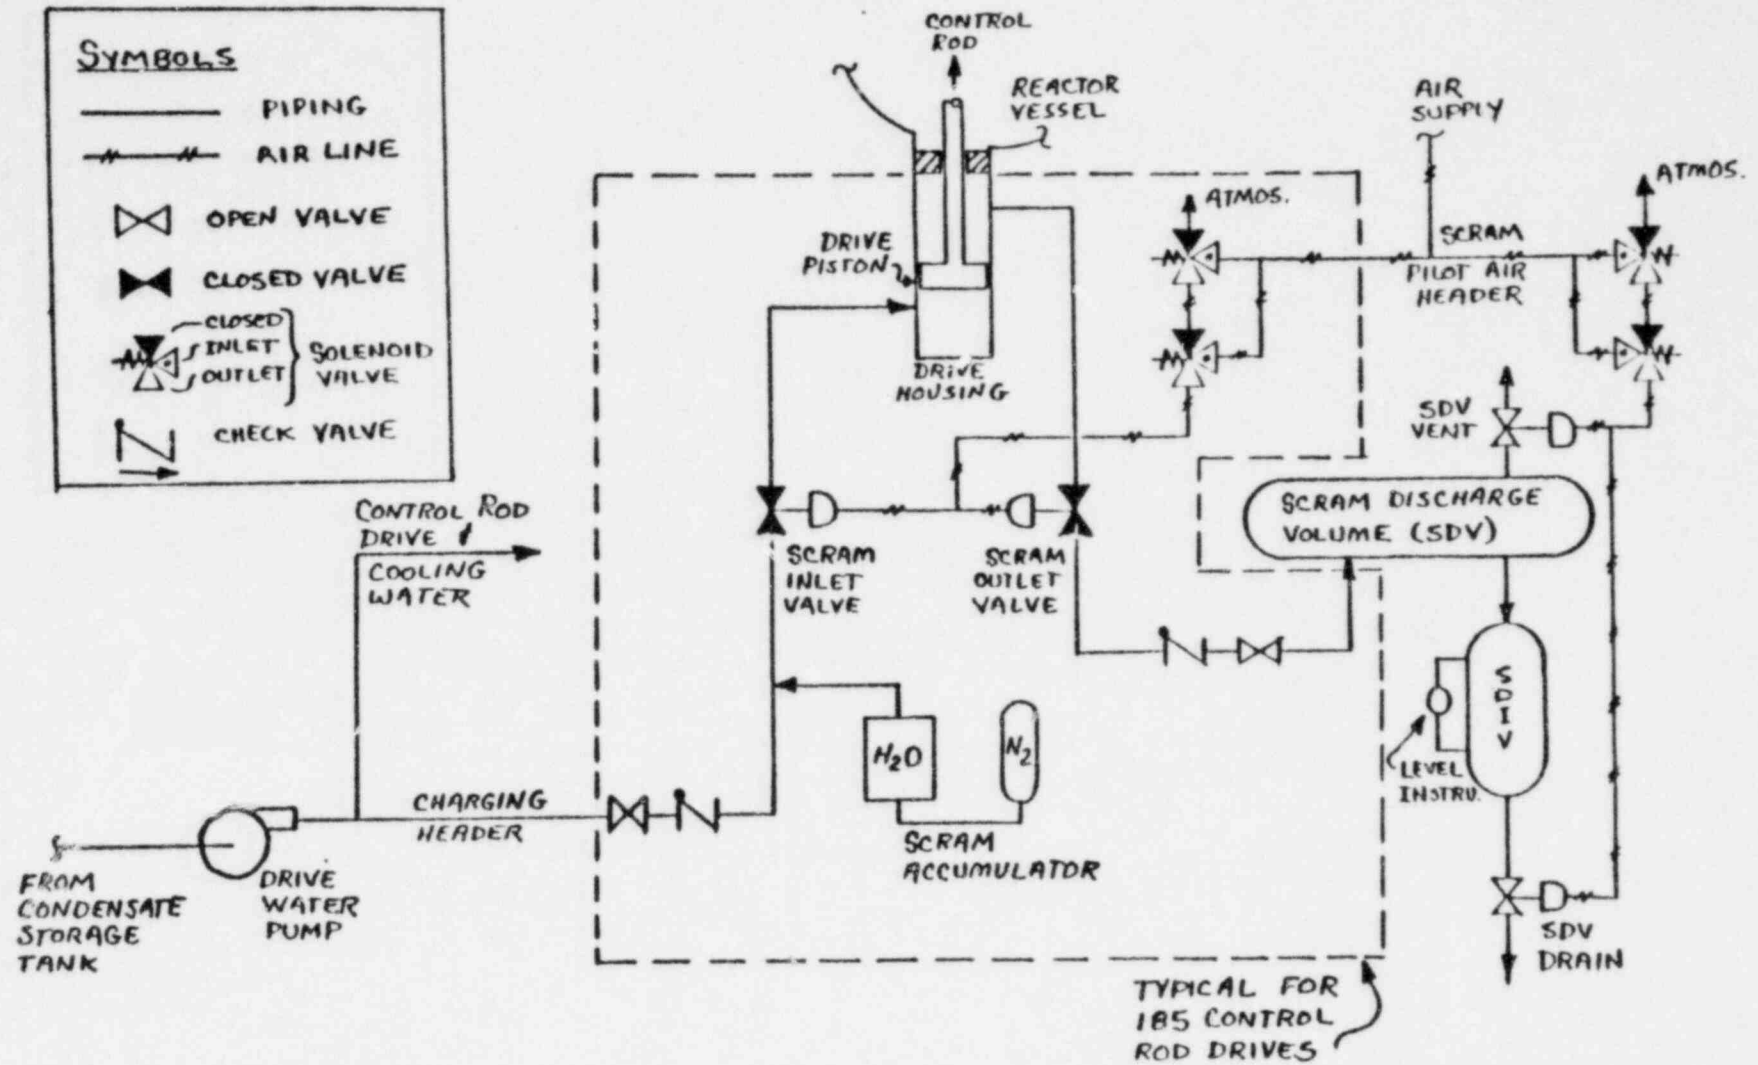 SYMBOLS
PIPING
AIR LINE
OPEN VALVE
CLOSED VALVE
CLOSED
INLET
OUTLET
SOLENOID
VALVE
CHECK VALVE
CONTROL
ROD
REACTOR
VESSEL
DRIVE
PISTON
DRIVE
HOUSING
ATMOS.
AIR
SUPPLY
ATMOS.
SCRAM
PILOT AIR
HEADER
SDV
VENT
SCRAM DISCHARGE
VOLUME (SDV)
CONTROL ROD
DRIVE &
COOLING
WATER
SCRAM
INLET
VALVE
SCRAM
OUTLET
VALVE
H2O
N2
SCRAM
ACCUMULATOR
SDIV
LEVEL
INSTRU.
CHARGING
HEADER
FROM
CONDENSATE
STORAGE
TANK
DRIVE
WATER
PUMP
SDV
DRAIN
TYPICAL FOR
185 CONTROL
ROD DRIVES